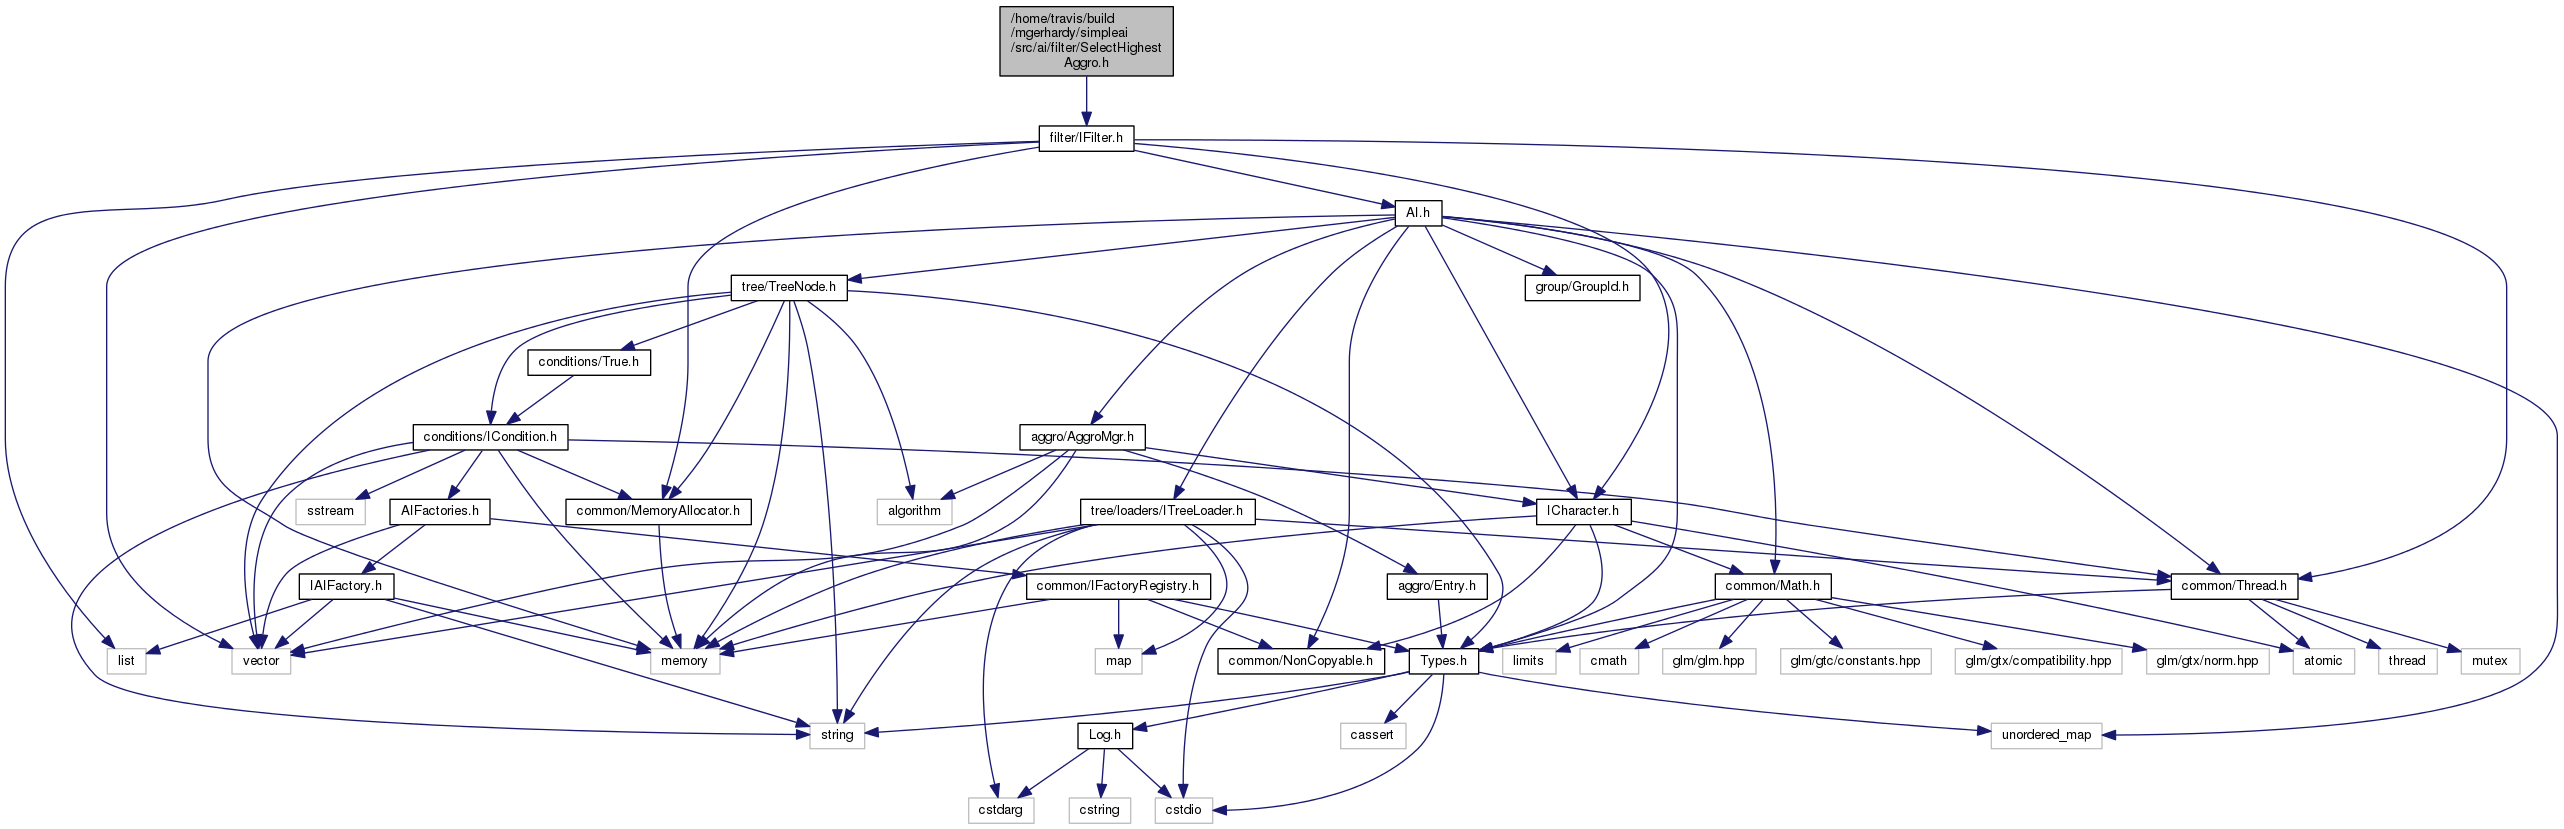 /home/travis/build
/mgerhardy/simpleai
/src/ai/filter/SelectHighest
Aggro.h
filter/IFilter.h
AI.h
tree/TreeNode.h
group/GroupId.h
conditions/True.h
conditions/ICondition.h
aggro/AggroMgr.h
sstream
AIFactories.h
common/MemoryAllocator.h
algorithm
tree/loaders/ITreeLoader.h
ICharacter.h
IAIFactory.h
common/IFactoryRegistry.h
aggro/Entry.h
common/Math.h
common/Thread.h
list
vector
memory
map
common/NonCopyable.h
Types.h
limits
cmath
glm/glm.hpp
glm/gtc/constants.hpp
glm/gtx/compatibility.hpp
glm/gtx/norm.hpp
atomic
thread
mutex
string
Log.h
cassert
unordered_map
cstdarg
cstring
cstdio